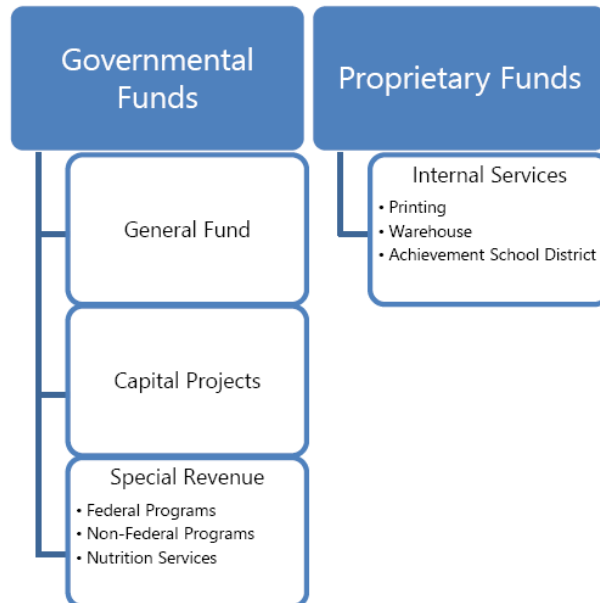 Governmental
Funds
General Fund
Capital Projects
Special Revenue
• Federal Programs
• Non-Federal Programs
• Nutrition Services
Proprietary Funds
Internal Services
• Printing
• Warehouse
• Achievement School District